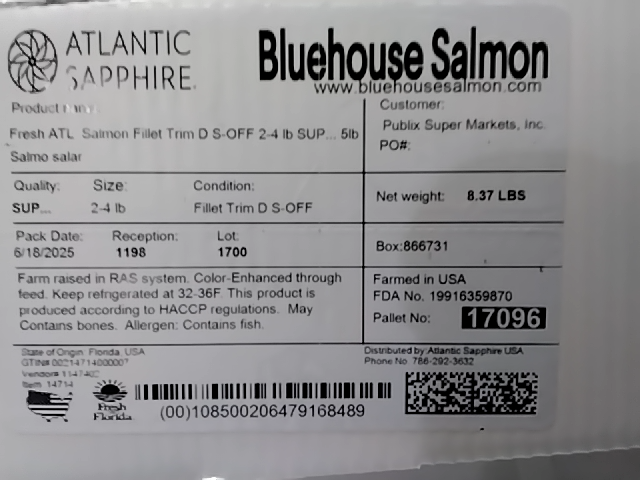 ATLANTIC
SAPPHIRE
Bluehouse Salmon
www.bluehousesalmon.com
Product
Fresh ATL Salmon Fillet Trim D S-OFF 2-4 lb SUP... 5lb
Salmo salar
Customer:
Publix Super Markets, Inc.
PO#:
Quality: Size: Condition:
SUP... 2-4 lb Fillet Trim D S-OFF
Net weight: 8.37 LBS
Pack Date: Reception: Lot:
6/18/2025 1198 1700
Box:866731
Farm raised in RAS system. Color-Enhanced through
feed. Keep refrigerated at 32-36F. This product is
produced according to HACCP regulations. May
Contains bones. Allergen: Contains fish.
Farmed in USA
FDA No. 19916359870
Pallet No: 17096
State of Origin: Florida, USA
GTIN#
Vendor#
Item: 14714
Distributed by:Atlantic Sapphire USA
Phone No: 786-292-3632
Fresh
Florida
(00)108500206479168489